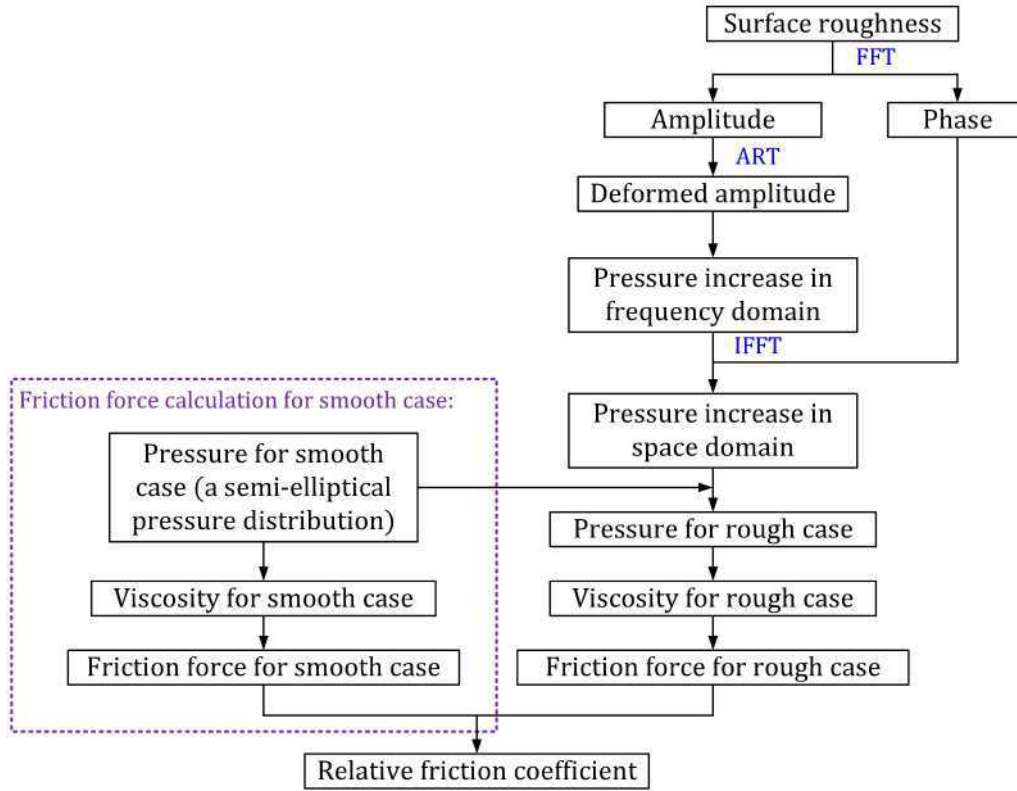 Surface roughness
FFT
Amplitude
Phase
ART
Deformed amplitude
Pressure increase in
frequency domain
IFFT
Friction force calculation for smooth case:
Pressure increase in
space domain
Pressure for smooth
case (a semi-elliptical
pressure distribution)
Pressure for rough case
Viscosity for smooth case
Viscosity for rough case
Friction force for smooth case
Friction force for rough case
Relative friction coefficient